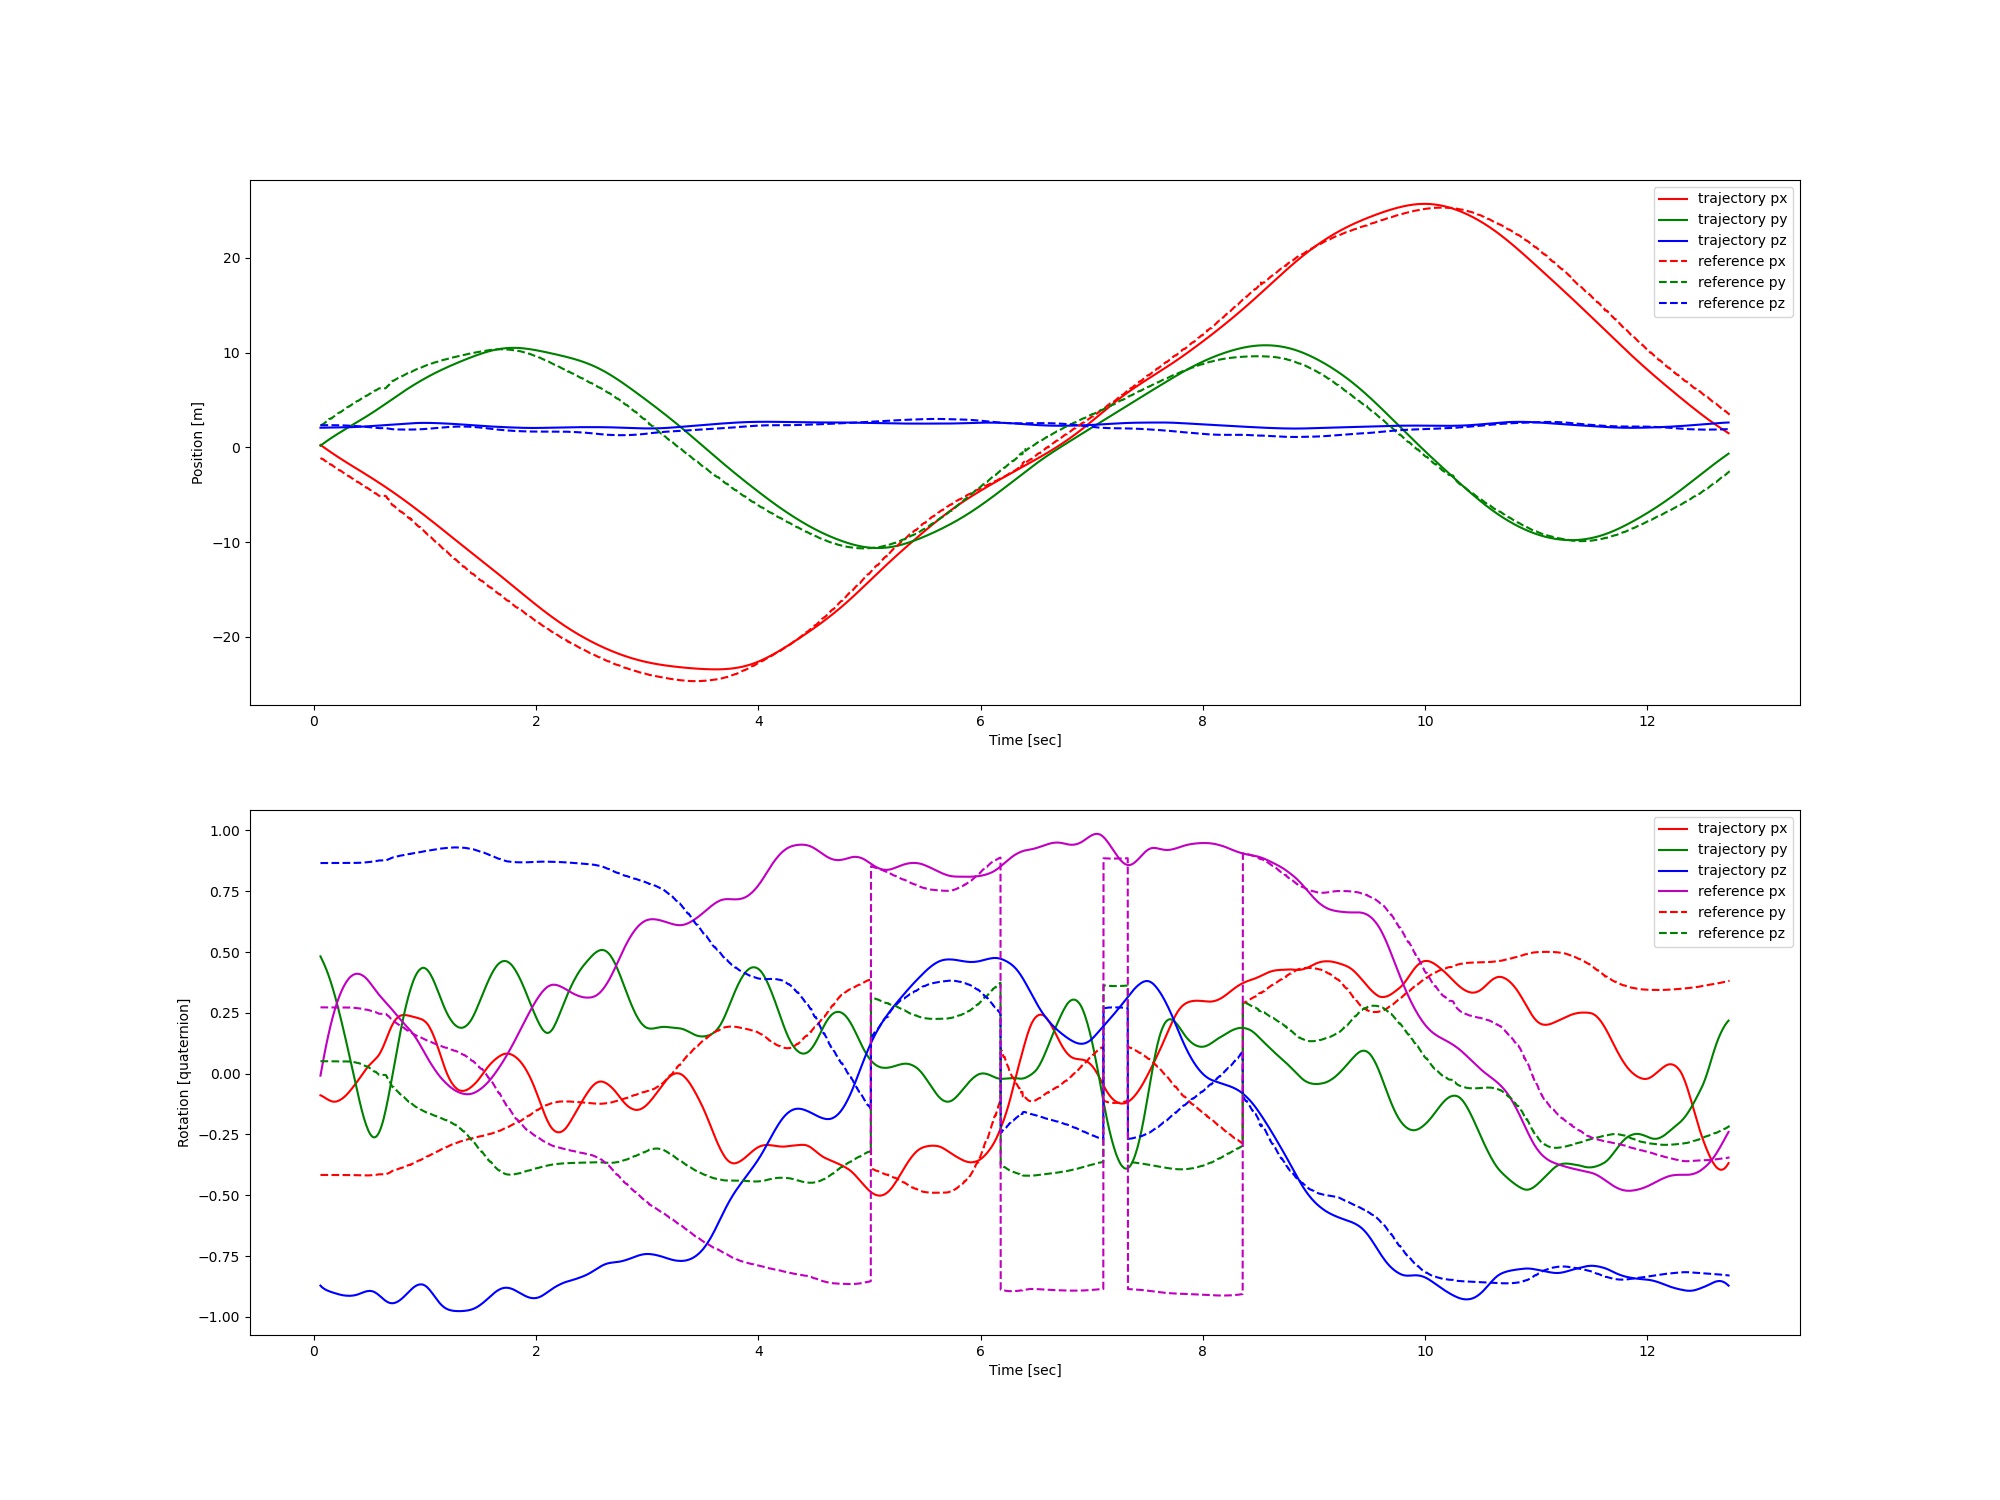 20
10
0
−10
−20
Position [m]
0 2 4 6 8 10 12
Time [sec]
trajectory px
trajectory py
trajectory pz
reference px
reference py
reference pz
1.00
0.75
0.50
0.25
0.00
−0.25
−0.50
−0.75
−1.00
Rotation [quaternion]
0 2 4 6 8 10 12
Time [sec]
trajectory px
trajectory py
trajectory pz
reference px
reference py
reference pz